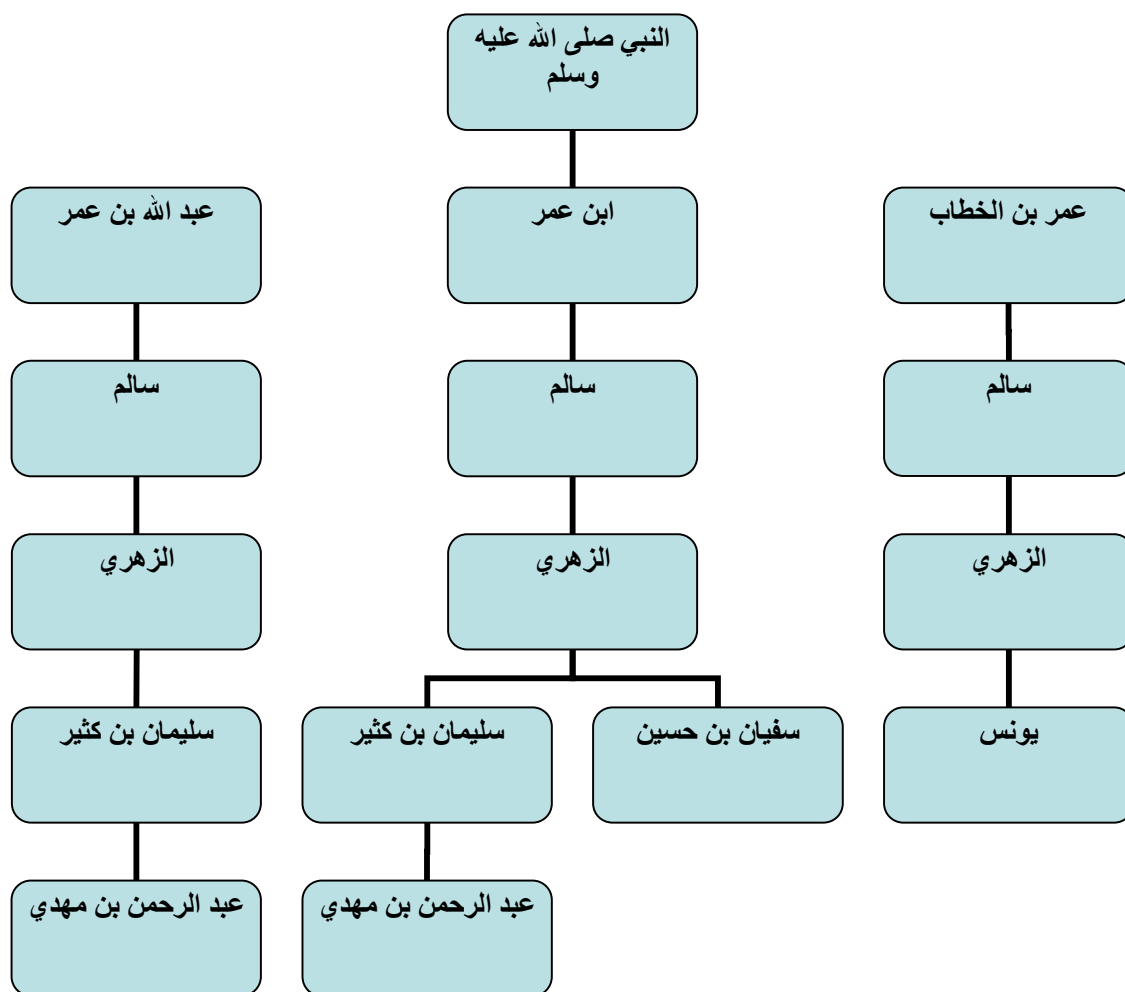 النبي صلى الله عليه
وسلم
عمر بن الخطاب
ابن عمر
عبد الله بن عمر
سالم
سالم
سالم
الزهري
الزهري
الزهري
يونس
سفيان بن حسين
سليمان بن كثير
سليمان بن كثير
عبد الرحمن بن مهدي
عبد الرحمن بن مهدي